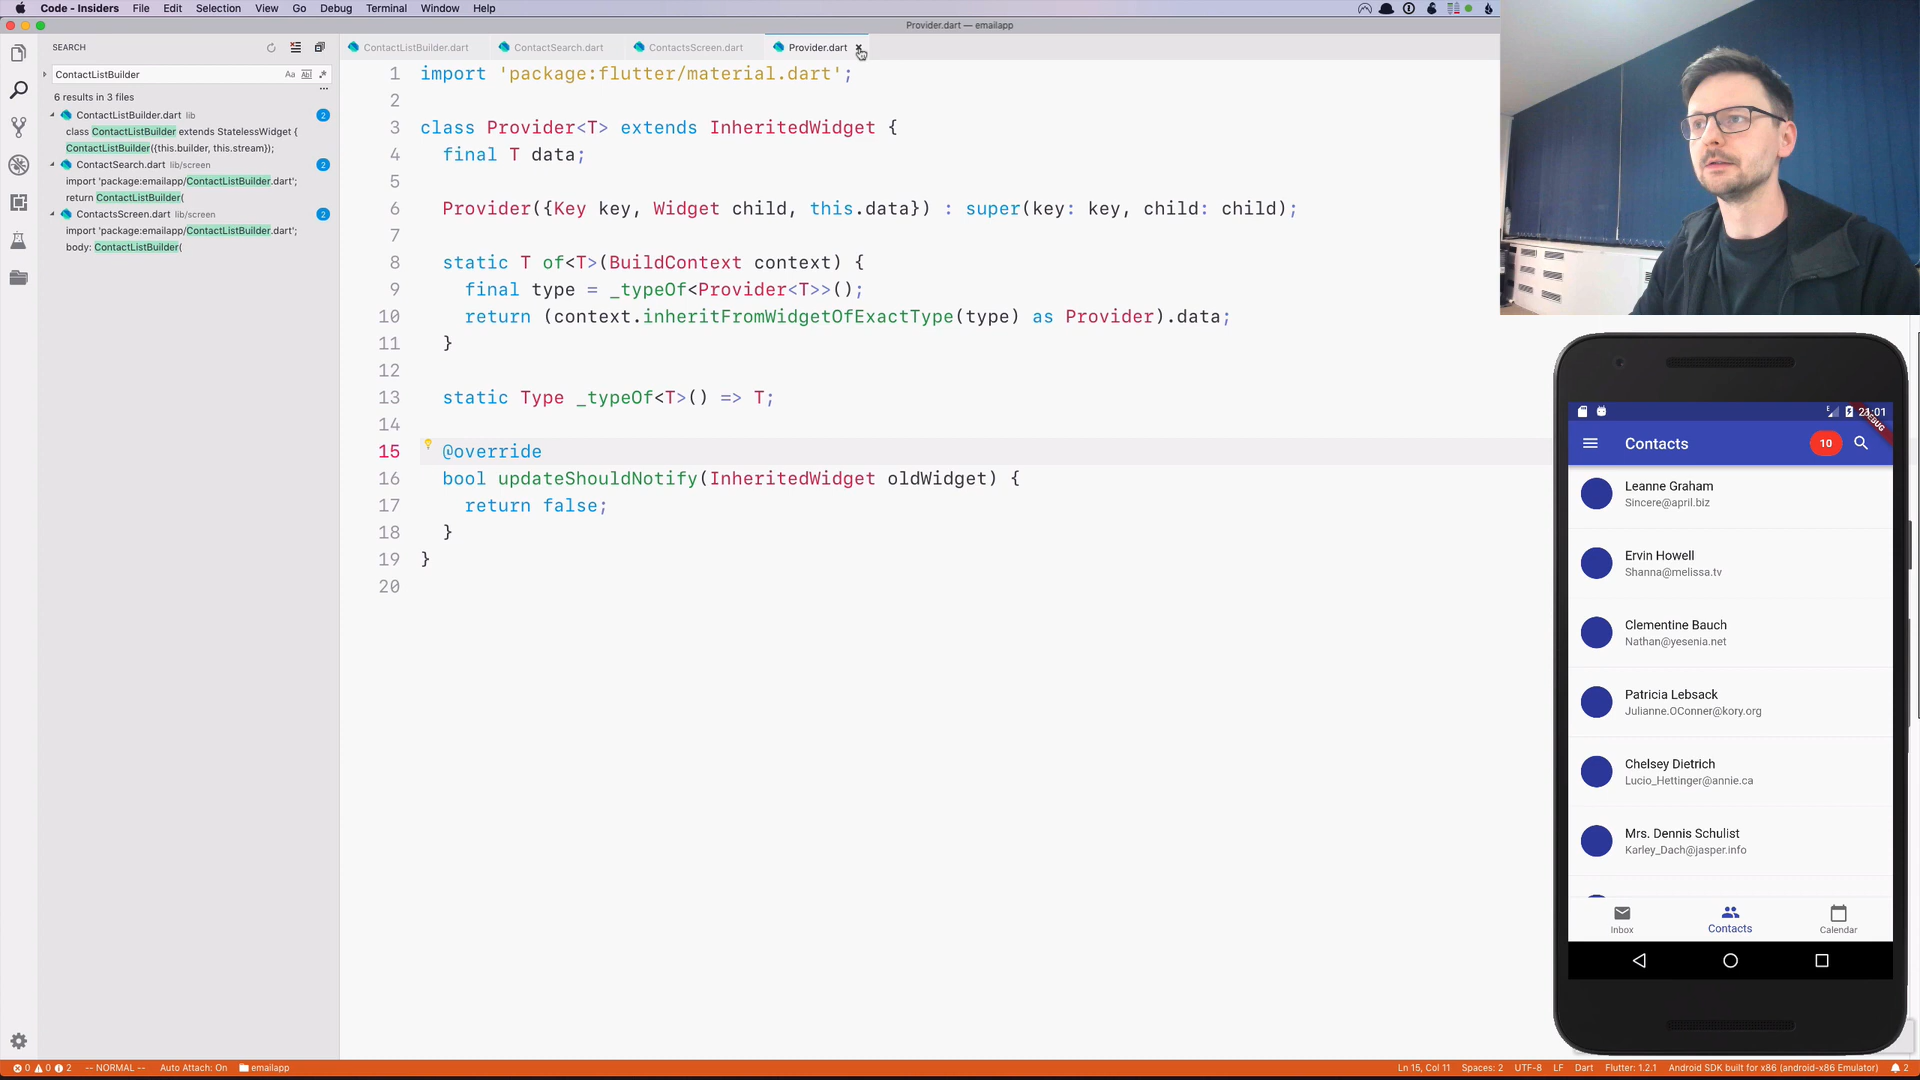 Code - Insiders File Edit Selection View Go Debug Terminal Window Help
Provider.dart — emailapp
SEARCH
ContactListBuilder.dart ContactSearch.dart ContactsScreen.dart Provider.dart
ContactListBuilder
Aa Abl .*
6 results in 3 files
ContactListBuilder.dart lib 2
class ContactListBuilder extends StatelessWidget {
ContactListBuilder({this.builder, this.stream});
ContactSearch.dart lib/screen 2
import 'package:emailapp/ContactListBuilder.dart';
return ContactListBuilder(
ContactsScreen.dart lib/screen 2
import 'package:emailapp/ContactListBuilder.dart';
body: ContactListBuilder(
1 import 'package:flutter/material.dart';
2
3 class Provider<T> extends InheritedWidget {
4 final T data;
5
6 Provider({Key key, Widget child, this.data}) : super(key: key, child: child);
7
8 static T of<T>(BuildContext context) {
9 final type = _typeOf<Provider<T>>();
10 return (context.inheritFromWidgetOfExactType(type) as Provider).data;
11 }
12
13 static Type _typeOf<T>() => T;
14
15 @override
16 bool updateShouldNotify(InheritedWidget oldWidget) {
17 return false;
18 }
19 }
20
21:01
DEBUG
Contacts 10
Leanne Graham
Sincere@april.biz
Ervin Howell
Shanna@melissa.tv
Clementine Bauch
Nathan@yesenia.net
Patricia Lebsack
Julianne.OConner@kory.org
Chelsey Dietrich
Lucio_Hettinger@annie.ca
Mrs. Dennis Schulist
Karley_Dach@jasper.info
Inbox Contacts Calendar
0 0 2 -- NORMAL -- Auto Attach: On emailapp Ln 15, Col 11 Spaces: 2 UTF-8 LF Dart Flutter: 1.2.1 Android SDK built for x86 (android-x86 Emulator) 2